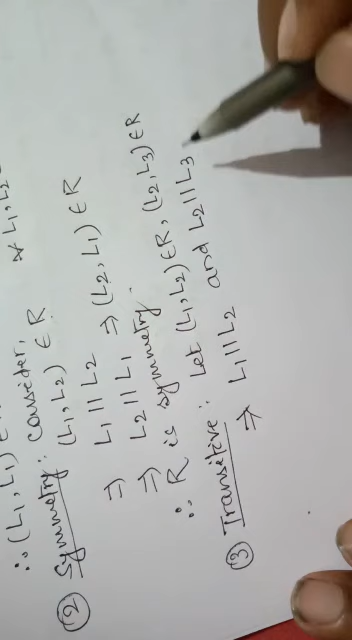 ∴ (L₁, L₁) ∈
∀ L₁, L₂
② Symmetry: consider,
(L₁, L₂) ∈ R
⇒ L₁ || L₂
⇒ L₂ || L₁ ⇒ (L₂, L₁) ∈ R
∴ R is symmetry.
③ Transitive: Let (L₁, L₂) ∈ R, (L₂, L₃) ∈ R
⇒ L₁ || L₂ and L₂ || L₃